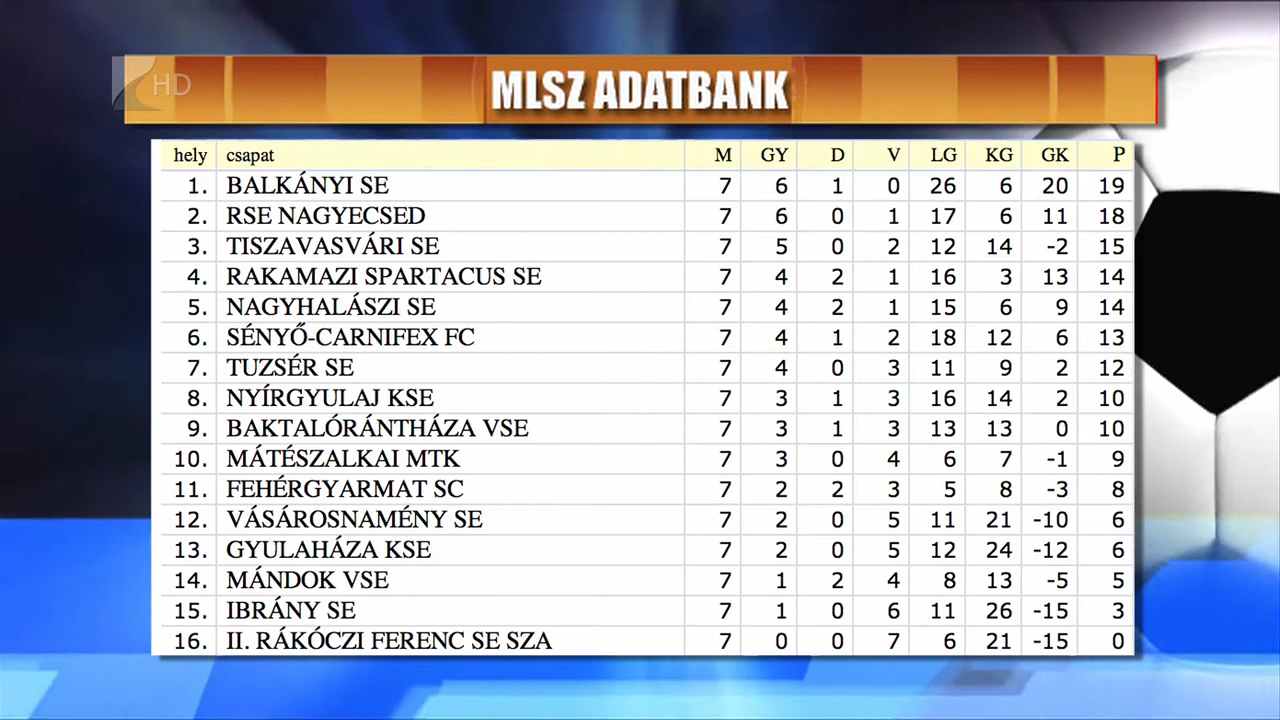 HD
MLSZ ADATBANK
hely csapat M GY D V LG KG GK P
1. BALKÁNYI SE 7 6 1 0 26 6 20 19
2. RSE NAGYECSED 7 6 0 1 17 6 11 18
3. TISZAVASVÁRI SE 7 5 0 2 12 14 -2 15
4. RAKAMAZI SPARTACUS SE 7 4 2 1 16 3 13 14
5. NAGYHALÁSZI SE 7 4 2 1 15 6 9 14
6. SÉNYŐ-CARNIFEX FC 7 4 1 2 18 12 6 13
7. TUZSÉR SE 7 4 0 3 11 9 2 12
8. NYÍRGYULAJ KSE 7 3 1 3 16 14 2 10
9. BAKTALÓRÁNTHÁZA VSE 7 3 1 3 13 13 0 10
10. MÁTÉSZALKAI MTK 7 3 0 4 6 7 -1 9
11. FEHÉRGYARMAT SC 7 2 2 3 5 8 -3 8
12. VÁSÁROSNAMÉNY SE 7 2 0 5 11 21 -10 6
13. GYULAHÁZA KSE 7 2 0 5 12 24 -12 6
14. MÁNDOK VSE 7 1 2 4 8 13 -5 5
15. IBRÁNY SE 7 1 0 6 11 26 -15 3
16. II. RÁKÓCZI FERENC SE SZA 7 0 0 7 6 21 -15 0